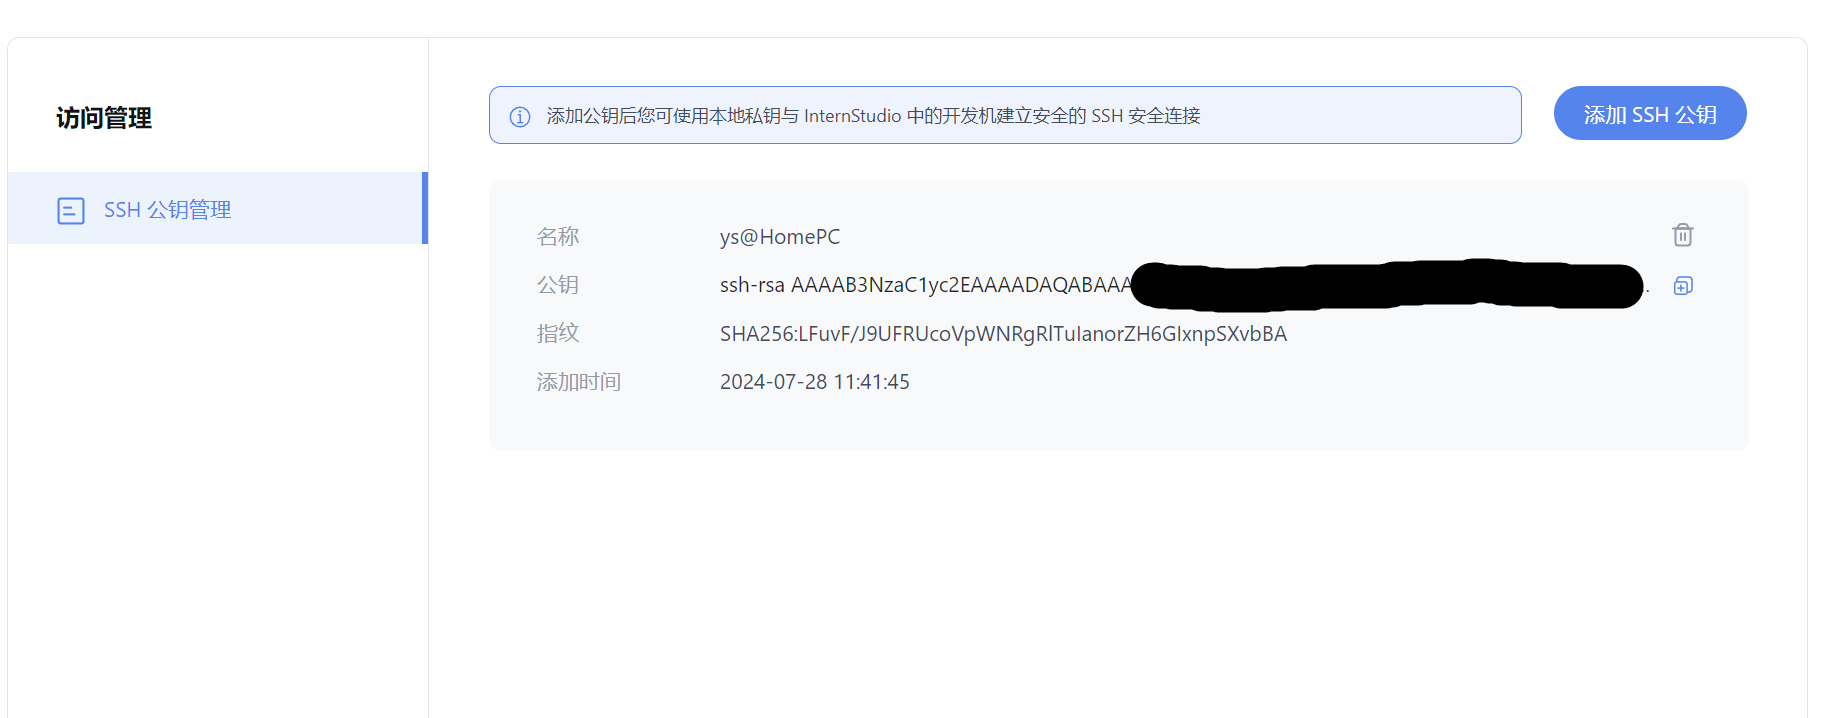 访问管理
SSH 公钥管理
添加公钥后您可使用本地私钥与 InternStudio 中的开发机建立安全的 SSH 安全连接
添加 SSH 公钥
名称 ys@HomePC
公钥 ssh-rsa AAAAB3NzaC1yc2EAAAADAQABAAA
指纹 SHA256:LFuvF/J9UFRUcoVpWNRgRlTuIanorZH6GIxnpSXvbBA
添加时间 2024-07-28 11:41:45